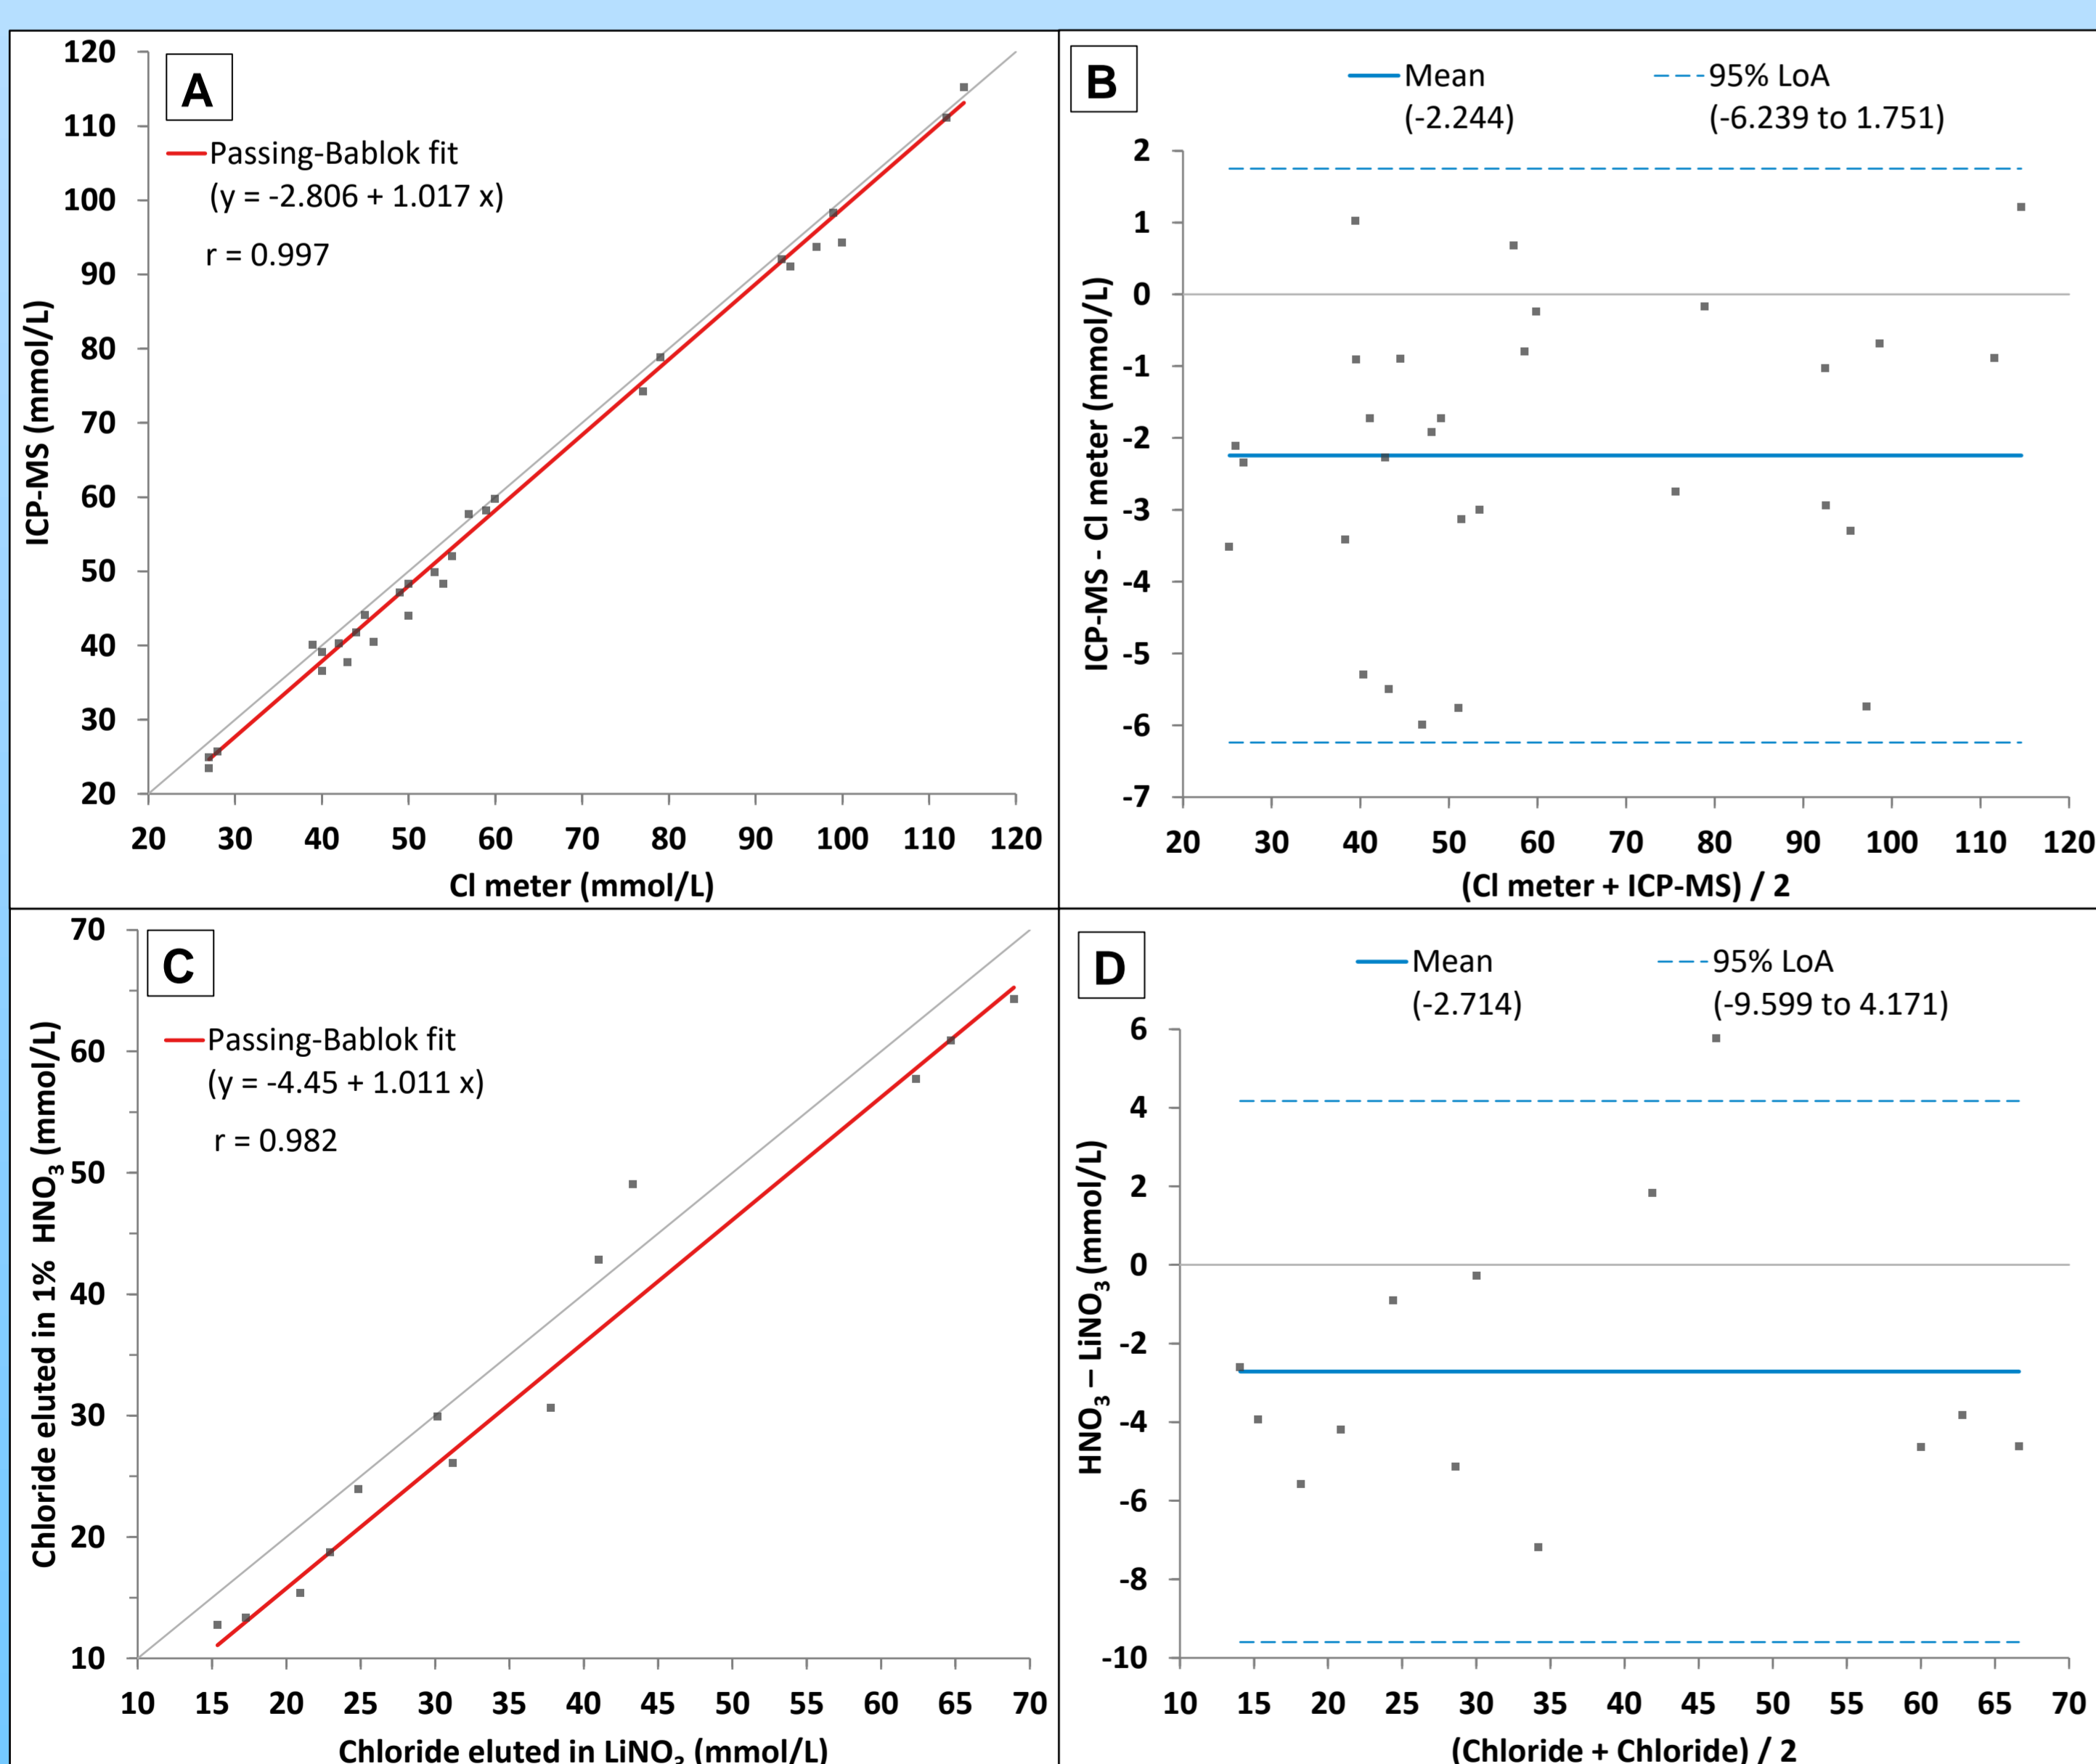 A
Passing-Bablok fit
(y = -2.806 + 1.017 x)
r = 0.997
120
110
100
90
80
70
60
50
40
30
20
ICP-MS (mmol/L)
20 30 40 50 60 70 80 90 100 110 120
Cl meter (mmol/L)
B
Mean 95% LoA
(-2.244) (-6.239 to 1.751)
2
1
0
-1
-2
-3
-4
-5
-6
-7
ICP-MS - Cl meter (mmol/L)
20 30 40 50 60 70 80 90 100 110 120
(Cl meter + ICP-MS) / 2
C
Passing-Bablok fit
(y = -4.45 + 1.011 x)
r = 0.982
70
60
50
40
30
20
10
Chloride eluted in 1% HNO₃ (mmol/L)
10 15 20 25 30 35 40 45 50 55 60 65 70
Chloride eluted in LiNO₃ (mmol/L)
D
Mean 95% LoA
(-2.714) (-9.599 to 4.171)
6
4
2
0
-2
-4
-6
-8
-10
HNO₃ – LiNO₃ (mmol/L)
10 15 20 25 30 35 40 45 50 55 60 65 70
(Chloride + Chloride) / 2